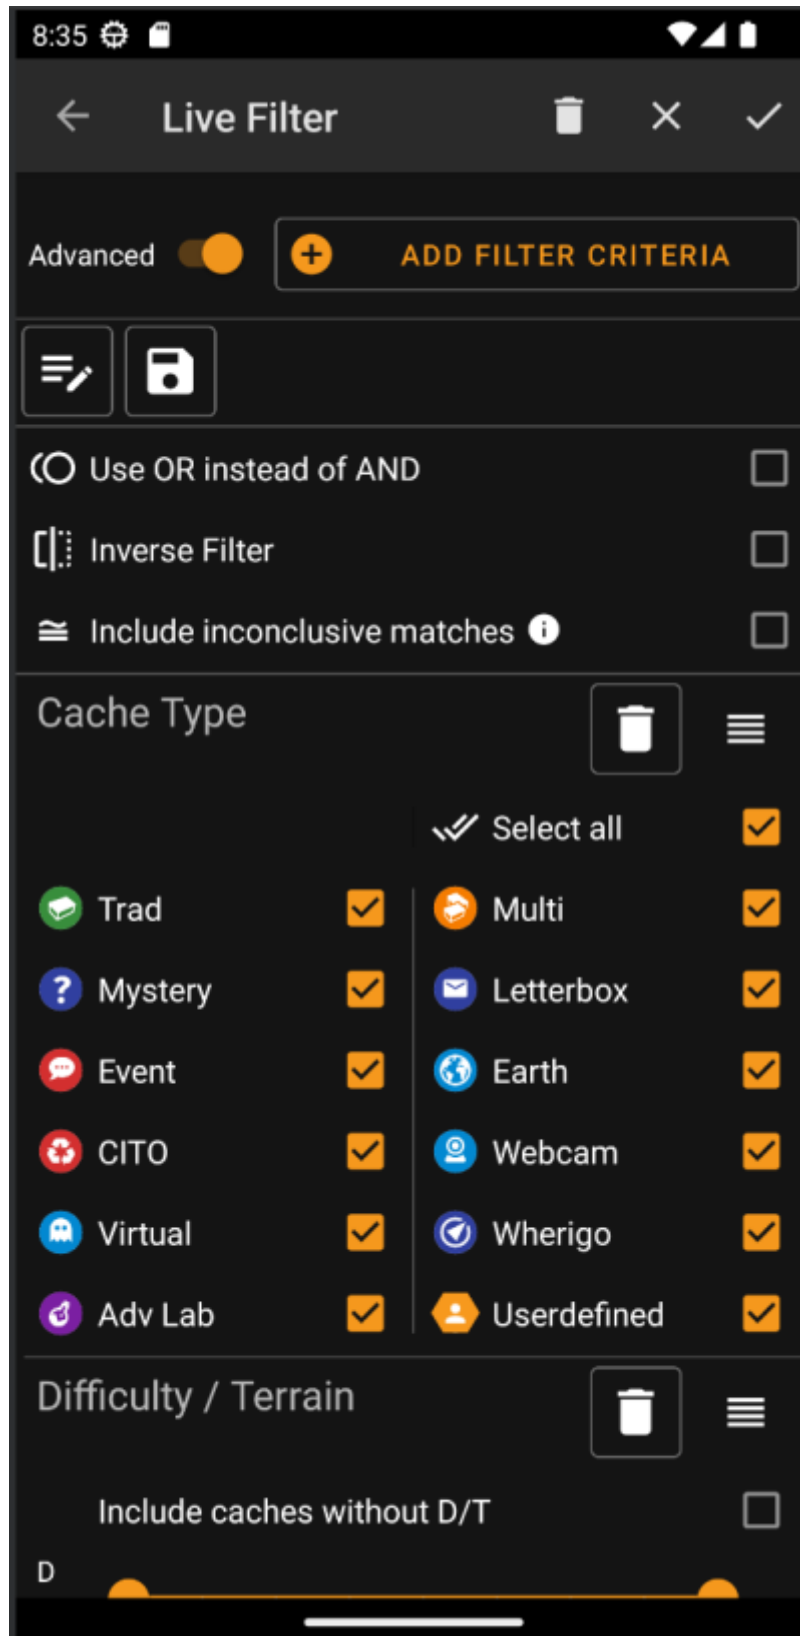 8:35
Live Filter
Advanced
ADD FILTER CRITERIA
Use OR instead of AND
Inverse Filter
Include inconclusive matches
Cache Type
Select all
Trad
Multi
Mystery
Letterbox
Event
Earth
CITO
Webcam
Virtual
Wherigo
Adv Lab
Userdefined
Difficulty / Terrain
Include caches without D/T
D